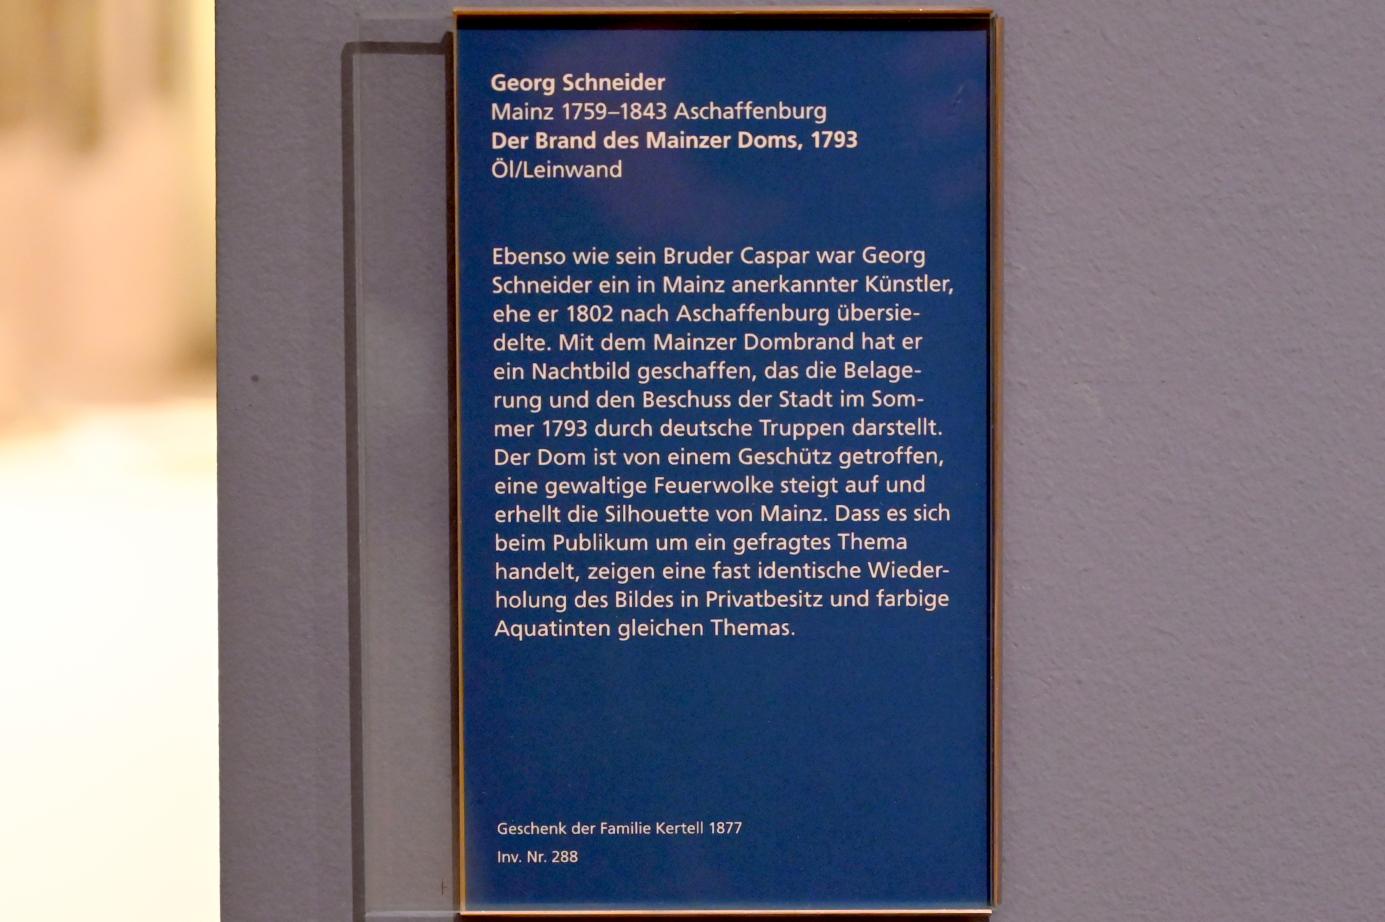 Georg Schneider
Mainz 1759–1843 Aschaffenburg
Der Brand des Mainzer Doms, 1793
Öl/Leinwand
Ebenso wie sein Bruder Caspar war Georg
Schneider ein in Mainz anerkannter Künstler,
ehe er 1802 nach Aschaffenburg übersie-
delte. Mit dem Mainzer Dombrand hat er
ein Nachtbild geschaffen, das die Belage-
rung und den Beschuss der Stadt im Som-
mer 1793 durch deutsche Truppen darstellt.
Der Dom ist von einem Geschütz getroffen,
eine gewaltige Feuerwolke steigt auf und
erhellt die Silhouette von Mainz. Dass es sich
beim Publikum um ein gefragtes Thema
handelt, zeigen eine fast identische Wieder-
holung des Bildes in Privatbesitz und farbige
Aquatinten gleichen Themas.
Geschenk der Familie Kertell 1877
Inv. Nr. 288